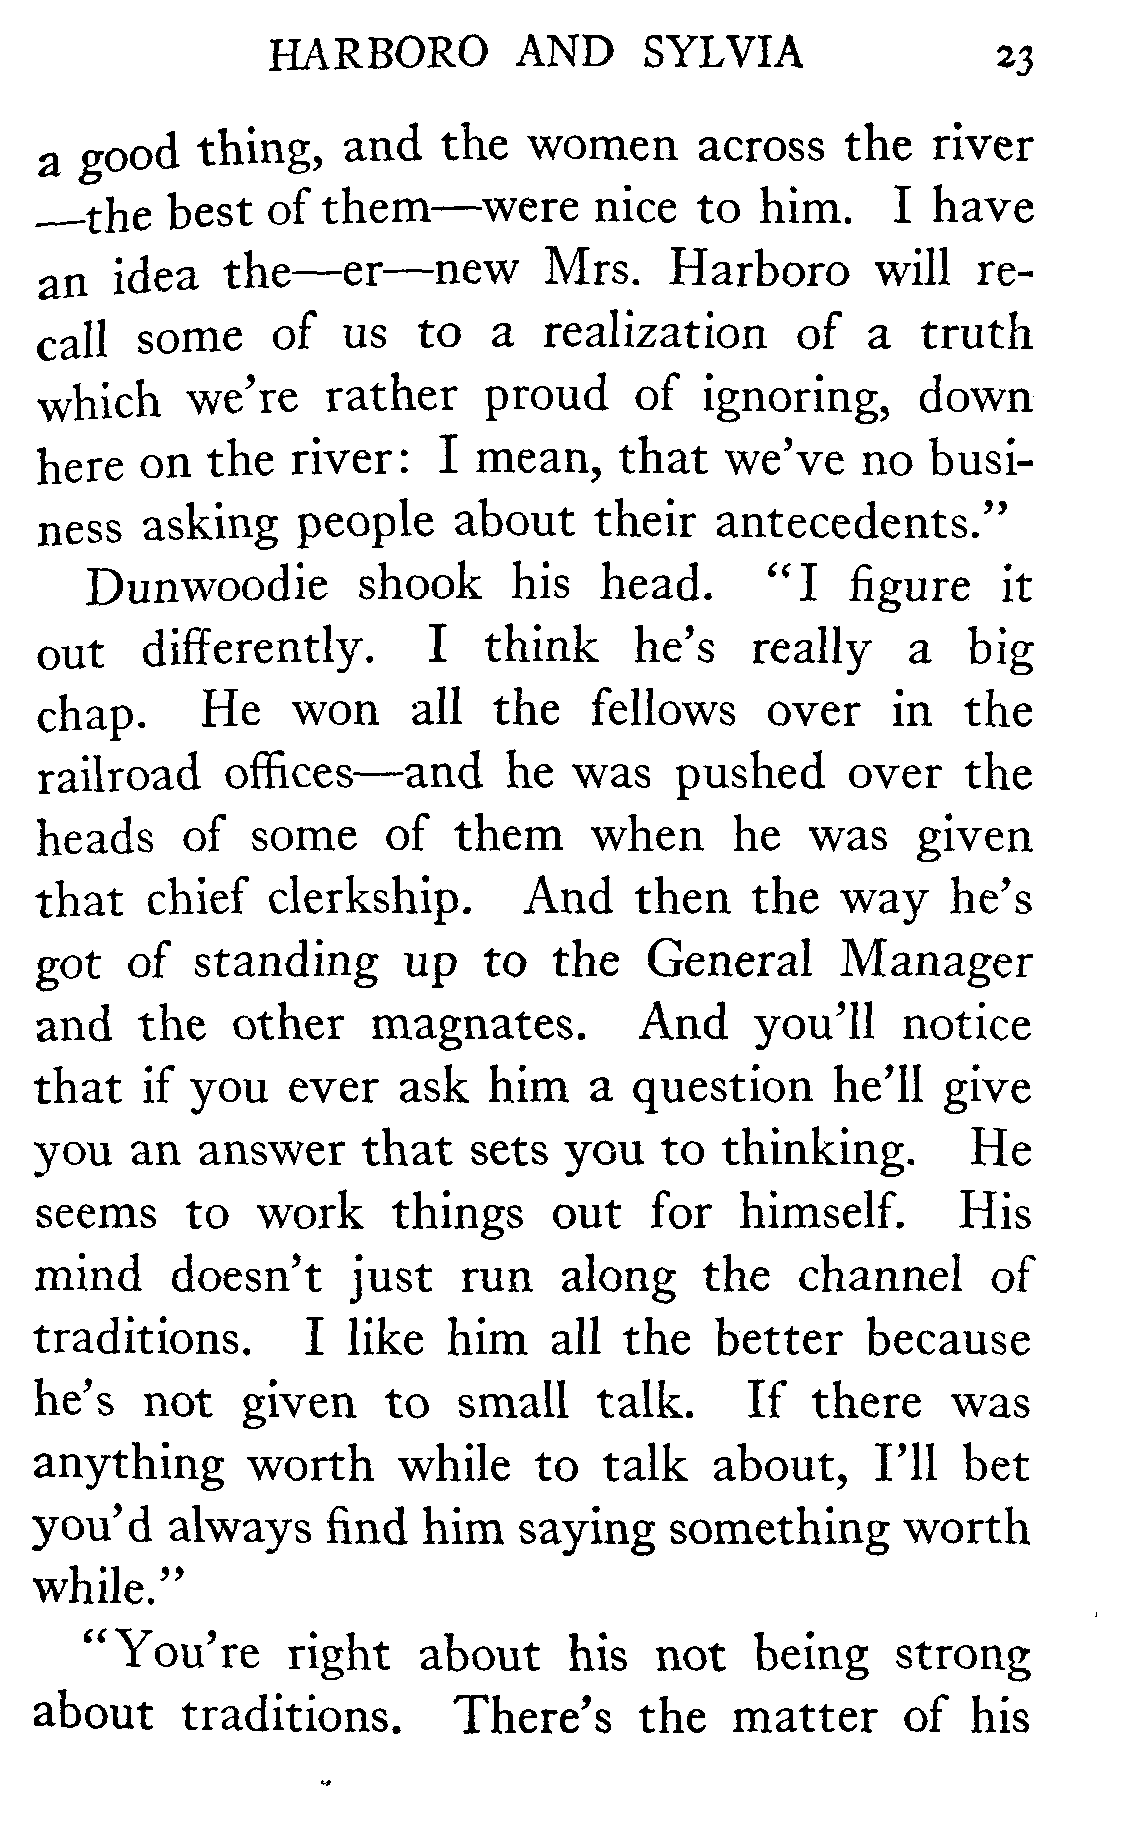 HARBORO AND SYLVIA 23
a good thing, and the women across the river
—the best of them—were nice to him. I have
an idea the—er—new Mrs. Harboro will re-
call some of us to a realization of a truth
which we're rather proud of ignoring, down
here on the river: I mean, that we've no busi-
ness asking people about their antecedents."
Dunwoodie shook his head. "I figure it
out differently. I think he's really a big
chap. He won all the fellows over in the
railroad offices—and he was pushed over the
heads of some of them when he was given
that chief clerkship. And then the way he's
got of standing up to the General Manager
and the other magnates. And you'll notice
that if you ever ask him a question he'll give
you an answer that sets you to thinking. He
seems to work things out for himself. His
mind doesn't just run along the channel of
traditions. I like him all the better because
he's not given to small talk. If there was
anything worth while to talk about, I'll bet
you'd always find him saying something worth
while."
"You're right about his not being strong
about traditions. There's the matter of his